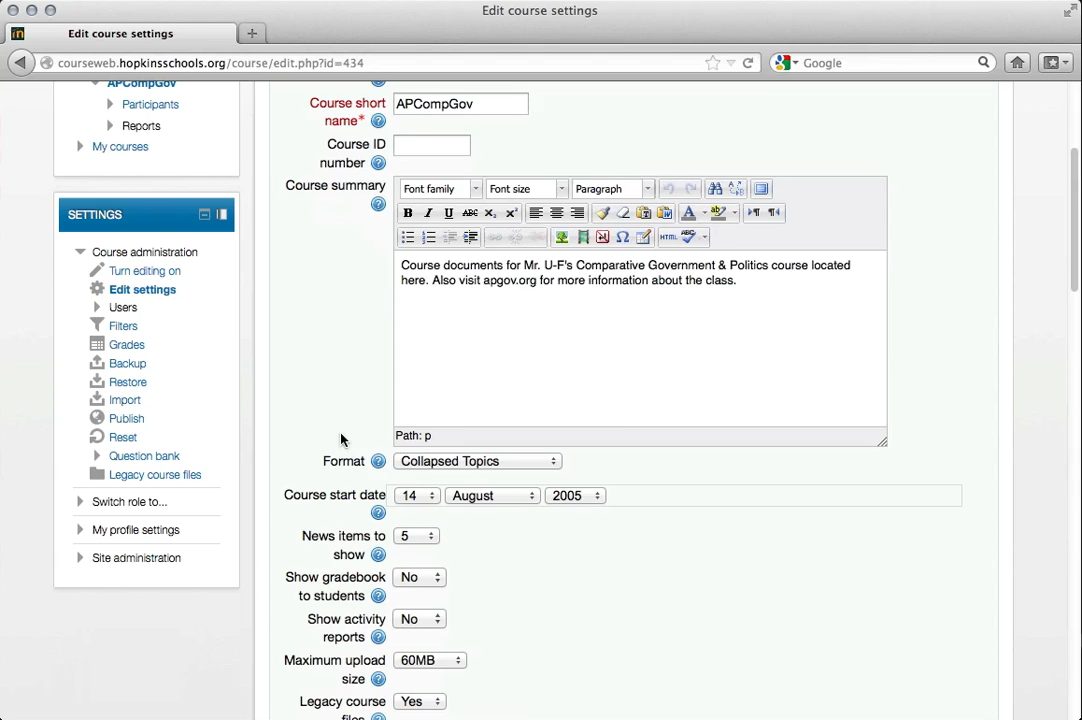 Edit course settings
Edit course settings
courseweb.hopkinsschools.org/course/edit.php?id=434
Google
APCompGov
Participants
Reports
My courses
SETTINGS
Course administration
Turn editing on
Edit settings
Users
Filters
Grades
Backup
Restore
Import
Publish
Reset
Question bank
Legacy course files
Switch role to...
My profile settings
Site administration
Course short
name*
APCompGov
Course ID
number
Course summary
Font family
Font size
Paragraph
B I U ABC X₂ X²
HTML ABC
Course documents for Mr. U-F's Comparative Government & Politics course located
here. Also visit apgov.org for more information about the class.
Path: p
Format
Collapsed Topics
Course start date
14 August 2005
News items to
show
5
Show gradebook
to students
No
Show activity
reports
No
Maximum upload
size
60MB
Legacy course
files
Yes